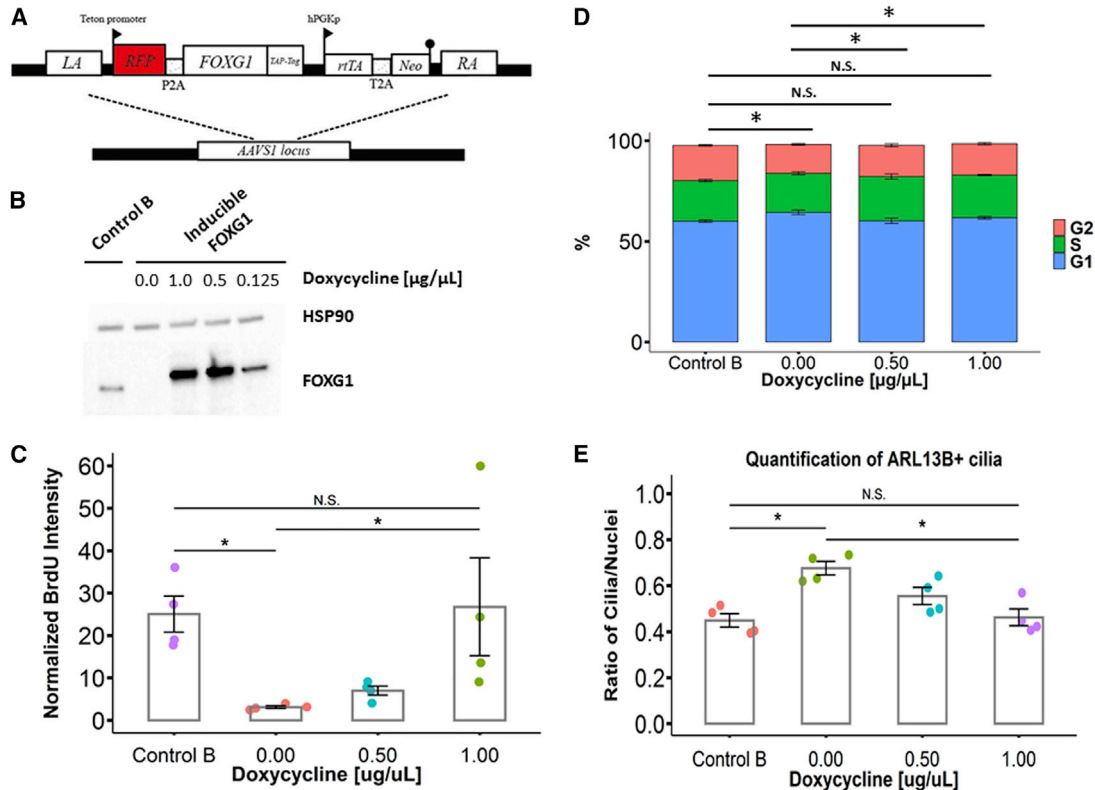 A
Teton promoter
hPGKp
LA
RFP
FOXG1
TAP-Tag
rtTA
Neo
RA
P2A
T2A
AAVS1 locus
B
Control B
Inducible
FOXG1
0.0 1.0 0.5 0.125 Doxycycline [µg/µL]
HSP90
FOXG1
C
Normalized BrdU Intensity
60
50
40
30
20
10
0
N.S.
*
*
Control B 0.00 0.50 1.00
Doxycycline [ug/uL]
D
*
*
N.S.
N.S.
*
%
100
50
0
G2
S
G1
Control B 0.00 0.50 1.00
Doxycycline [µg/µL]
E
Quantification of ARL13B+ cilia
Ratio of Cilia/Nuclei
1.0
0.8
0.6
0.4
0.2
0.0
N.S.
*
*
Control B 0.00 0.50 1.00
Doxycycline [ug/uL]